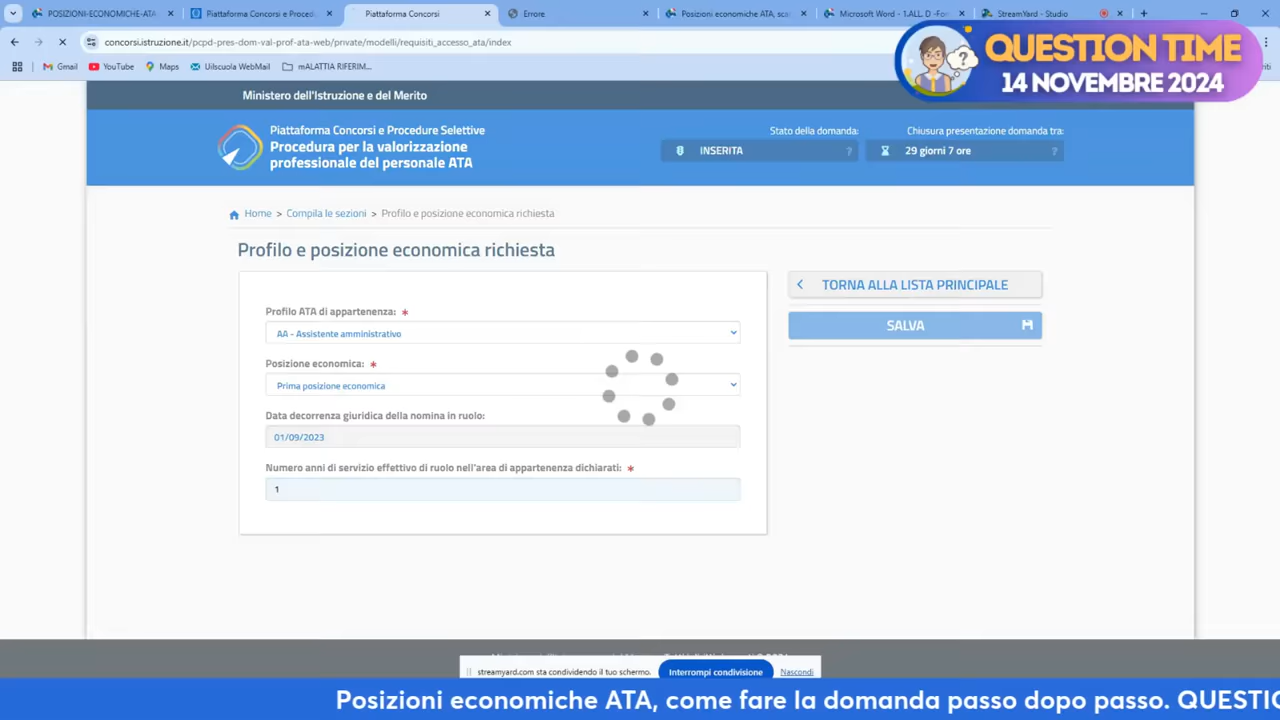 POSIZIONI-ECONOMICHE-ATA
Piattaforma Concorsi e Proced
Piattaforma Concorsi
Errore
Posizioni economiche ATA, sca
Microsoft Word - 1.ALL. D -For
StreamYard - Studio
concorsi.istruzione.it/pcpd-pres-dom-val-prof-ata-web/private/modelli/requisiti_accesso_ata/index
Gmail
YouTube
Maps
Uilscuola WebMail
mALATTIA RIFERIM...
QUESTION TIME
14 NOVEMBRE 2024
Ministero dell'Istruzione e del Merito
Piattaforma Concorsi e Procedure Selettive
Procedura per la valorizzazione
professionale del personale ATA
Stato della domanda:
INSERITA
?
Chiusura presentazione domanda tra:
29 giorni 7 ore
?
Home > Compila le sezioni > Profilo e posizione economica richiesta
Profilo e posizione economica richiesta
Profilo ATA di appartenenza: *
AA - Assistente amministrativo
Posizione economica: *
Prima posizione economica
Data decorrenza giuridica della nomina in ruolo:
01/09/2023
Numero anni di servizio effettivo di ruolo nell'area di appartenenza dichiarati: *
1
TORNA ALLA LISTA PRINCIPALE
SALVA
streamyard.com sta condividendo il tuo schermo.
Interrompi condivisione
Nascondi
Posizioni economiche ATA, come fare la domanda passo dopo passo. QUESTIO